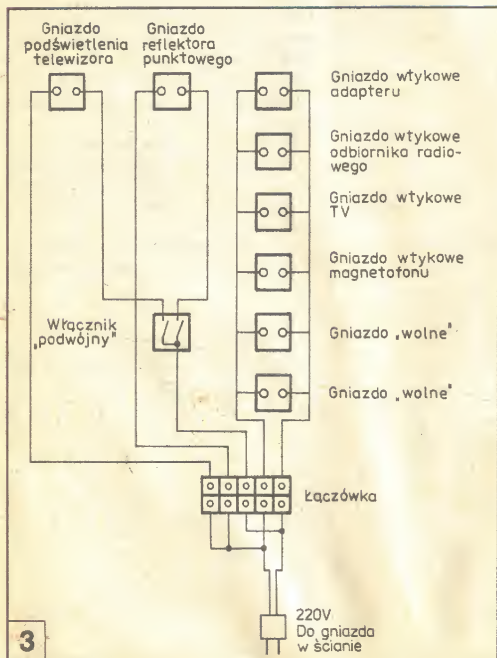 Gniazdo
podświetlenia
telewizora
Gniazdo
reflektora
punktowego
Gniazdo wtykowe
adapteru
Gniazdo wtykowe
odbiornika radio-
wego
Gniazdo wtykowe
TV
Gniazdo wtykowe
magnetofonu
Włącznik
„podwójny"
Gniazdo „wolne"
Gniazdo „wolne"
Łączówka
220V
Do gniazda
w ścianie
3